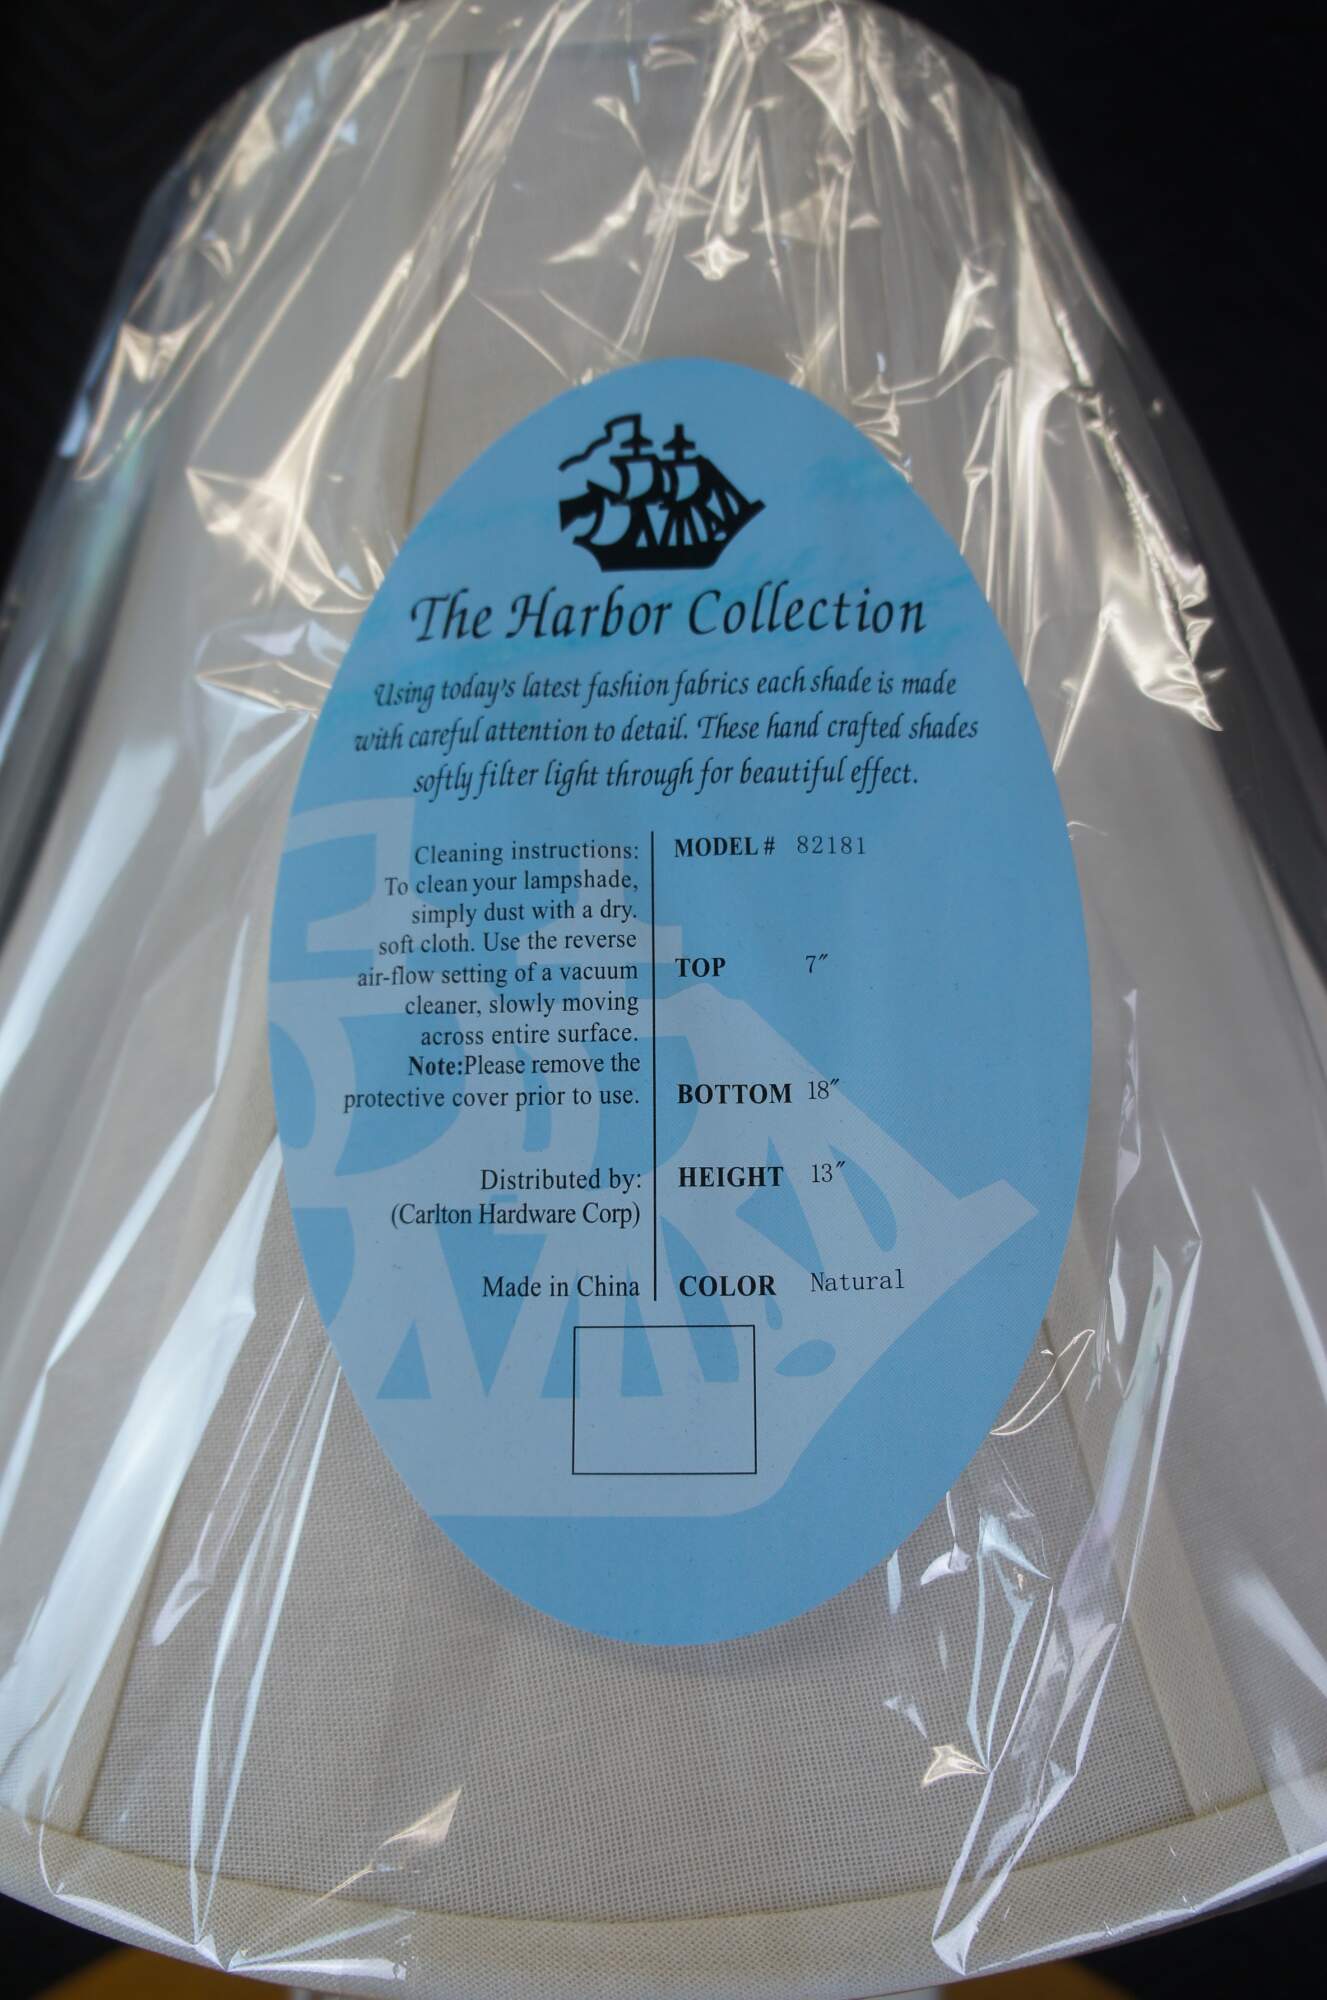 The Harbor Collection
Using today's latest fashion fabrics each shade is made
with careful attention to detail. These hand crafted shades
softly filter light through for beautiful effect.
Cleaning instructions:
To clean your lampshade,
simply dust with a dry.
soft cloth. Use the reverse
air-flow setting of a vacuum
cleaner, slowly moving
across entire surface.
Note:Please remove the
protective cover prior to use.
Distributed by:
(Carlton Hardware Corp)
Made in China
MODEL # 82181
TOP 7″
BOTTOM 18″
HEIGHT 13″
COLOR Natural